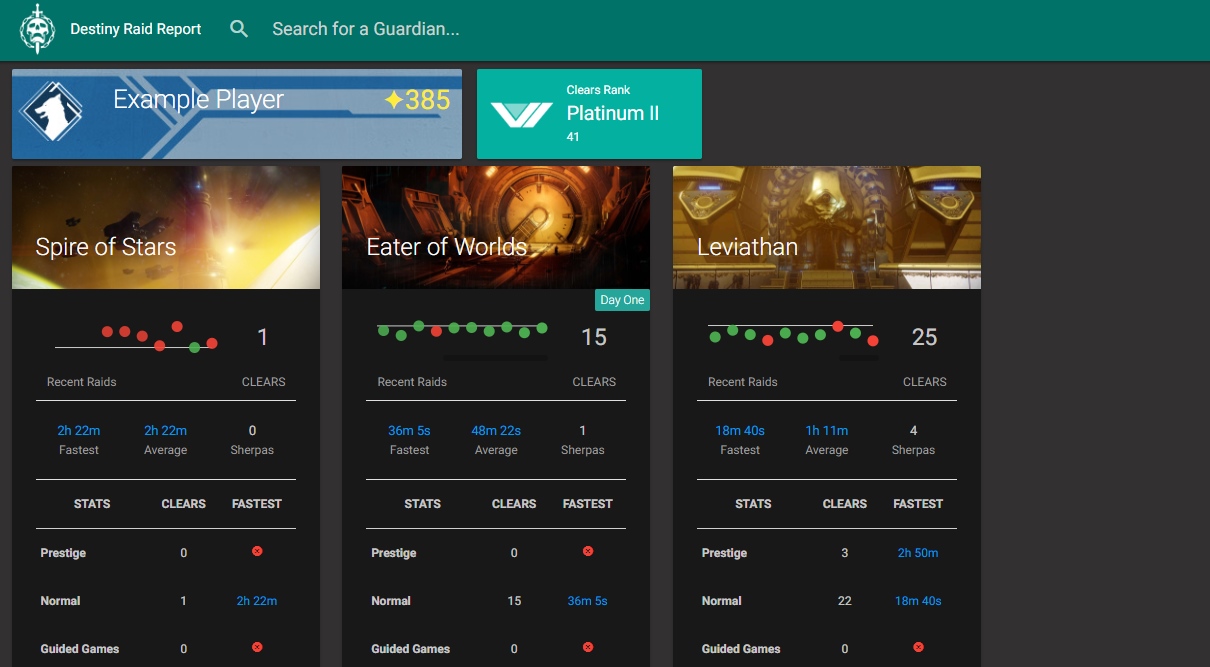 Destiny Raid Report
Search for a Guardian...
Example Player
✦385
Clears Rank
Platinum II
41
Spire of Stars
1
Recent Raids CLEARS
2h 22m 2h 22m 0
Fastest Average Sherpas
STATS CLEARS FASTEST
Prestige 0
Normal 1 2h 22m
Guided Games 0
Eater of Worlds
Day One
15
Recent Raids CLEARS
36m 5s 48m 22s 1
Fastest Average Sherpas
STATS CLEARS FASTEST
Prestige 0
Normal 15 36m 5s
Guided Games 0
Leviathan
25
Recent Raids CLEARS
18m 40s 1h 11m 4
Fastest Average Sherpas
STATS CLEARS FASTEST
Prestige 3 2h 50m
Normal 22 18m 40s
Guided Games 0